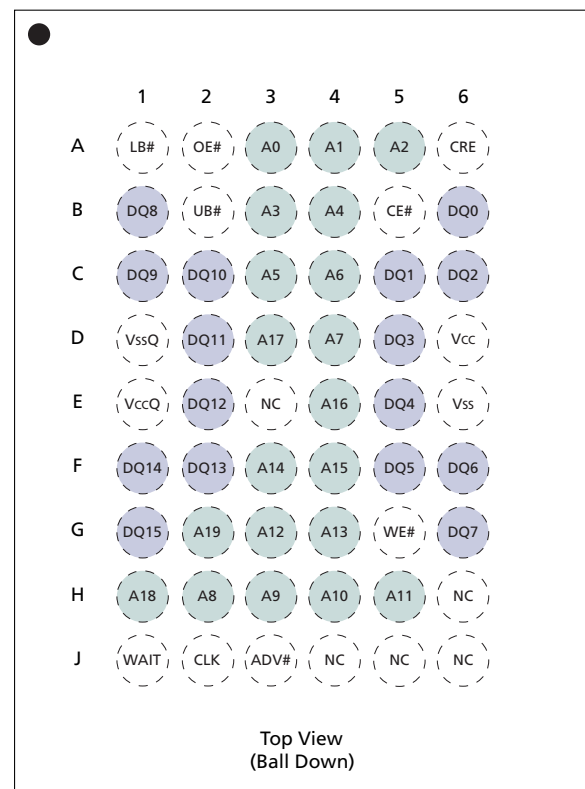 1 2 3 4 5 6
A LB# OE# A0 A1 A2 CRE
B DQ8 UB# A3 A4 CE# DQ0
C DQ9 DQ10 A5 A6 DQ1 DQ2
D VssQ DQ11 A17 A7 DQ3 Vcc
E VccQ DQ12 NC A16 DQ4 Vss
F DQ14 DQ13 A14 A15 DQ5 DQ6
G DQ15 A19 A12 A13 WE# DQ7
H A18 A8 A9 A10 A11 NC
J WAIT CLK ADV# NC NC NC
Top View
(Ball Down)